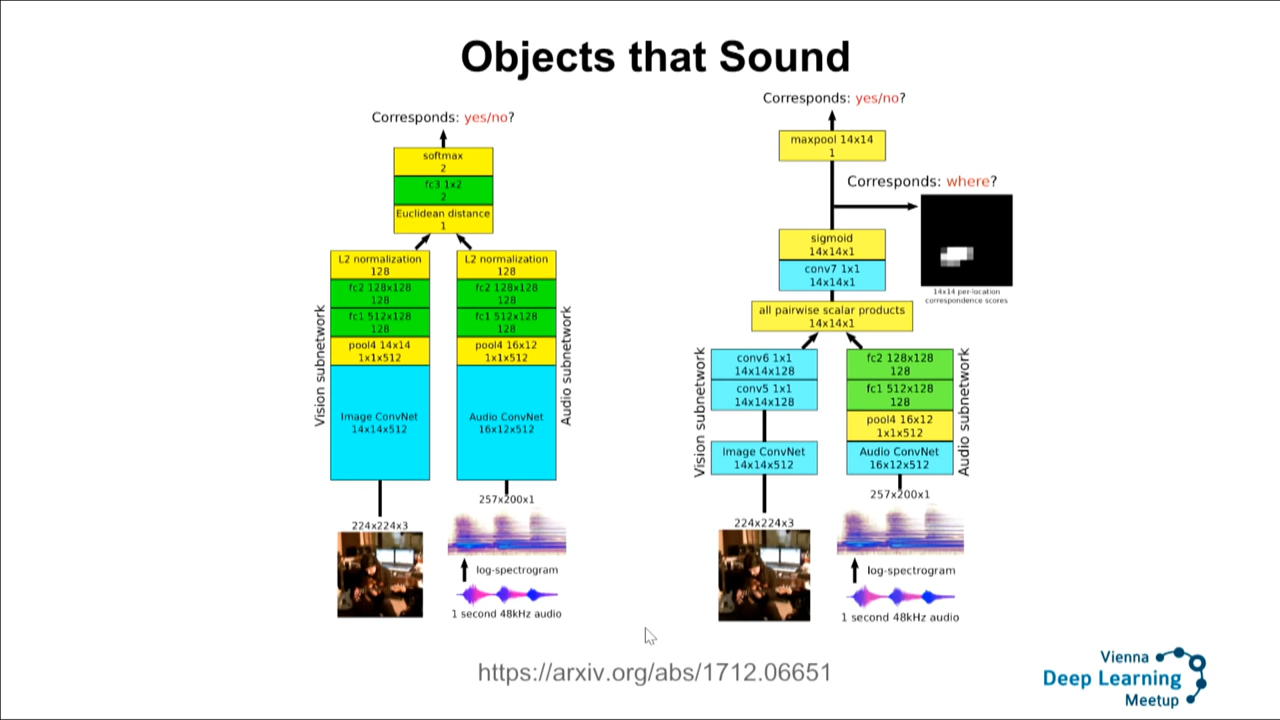 Objects that Sound
Corresponds: yes/no?
softmax
2
fc3 1x2
2
Euclidean distance
1
L2 normalization
128
fc2 128x128
128
fc1 512x128
128
pool4 14x14
1x1x512
Image ConvNet
14x14x512
Vision subnetwork
224x224x3
L2 normalization
128
fc2 128x128
128
fc1 512x128
128
pool4 16x12
1x1x512
Audio ConvNet
16x12x512
Audio subnetwork
257x200x1
log-spectrogram
1 second 48kHz audio
Corresponds: yes/no?
maxpool 14x14
1
Corresponds: where?
14x14 per-location
correspondence scores
sigmoid
14x14x1
conv7 1x1
14x14x1
all pairwise scalar products
14x14x1
conv6 1x1
14x14x128
conv5 1x1
14x14x128
Image ConvNet
14x14x512
Vision subnetwork
224x224x3
fc2 128x128
128
fc1 512x128
128
pool4 16x12
1x1x512
Audio ConvNet
16x12x512
Audio subnetwork
257x200x1
log-spectrogram
1 second 48kHz audio
https://arxiv.org/abs/1712.06651
Vienna
Deep Learning
Meetup